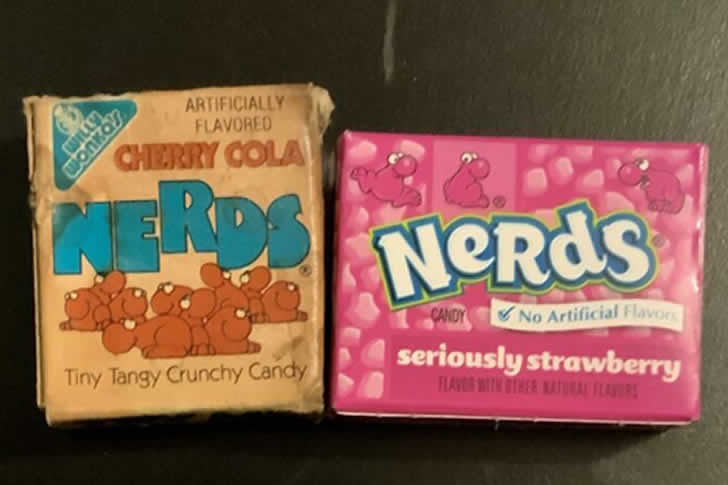 WILLY
WONKA'S
ARTIFICIALLY
FLAVORED
CHERRY COLA
NERDS®
Tiny Tangy Crunchy Candy
®
NeRdS®
CANDY
✓ No Artificial Flavors
seriously strawberry
FLAVOR WITH OTHER NATURAL FLAVORS